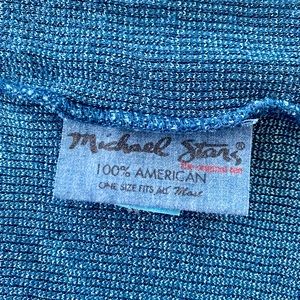 Michael Stars
the original tee
100% AMERICAN
ONE SIZE FITS Most